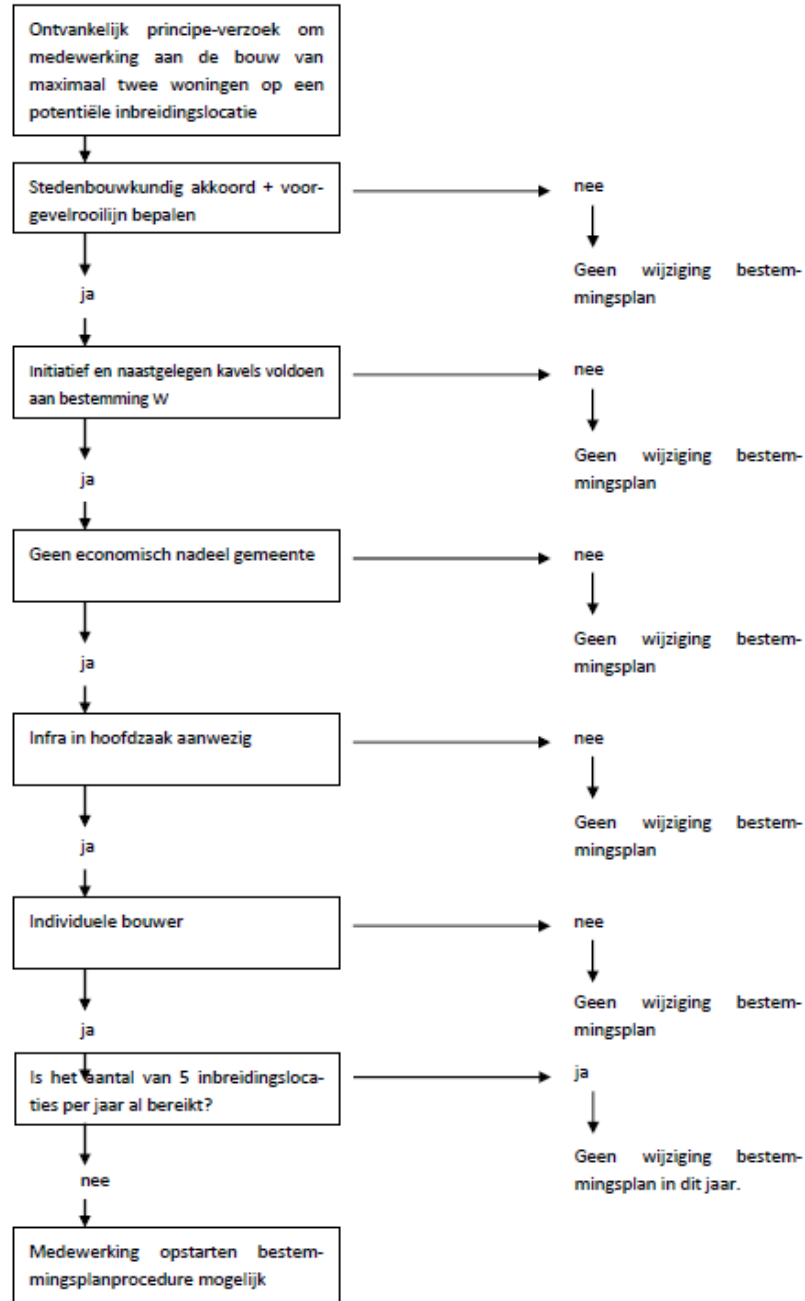 Ontvankelijk principe-verzoek om
medewerking aan de bouw van
maximaal twee woningen op een
potentiële inbreidingslocatie
Stedenbouwkundig akkoord + voor-
gevelrooilijn bepalen
nee
Geen wijziging bestem-
mingsplan
ja
Initiatief en naastgelegen kavels voldoen
aan bestemming W
nee
Geen wijziging bestem-
mingsplan
ja
Geen economisch nadeel gemeente
nee
Geen wijziging bestem-
mingsplan
ja
Infra in hoofdzaak aanwezig
nee
Geen wijziging bestem-
mingsplan
ja
Individuele bouwer
nee
Geen wijziging bestem-
mingsplan
ja
Is het aantal van 5 inbreidingsloca-
ties per jaar al bereikt?
ja
Geen wijziging bestem-
mingsplan in dit jaar.
nee
Medewerking opstarten bestem-
mingsplanprocedure mogelijk